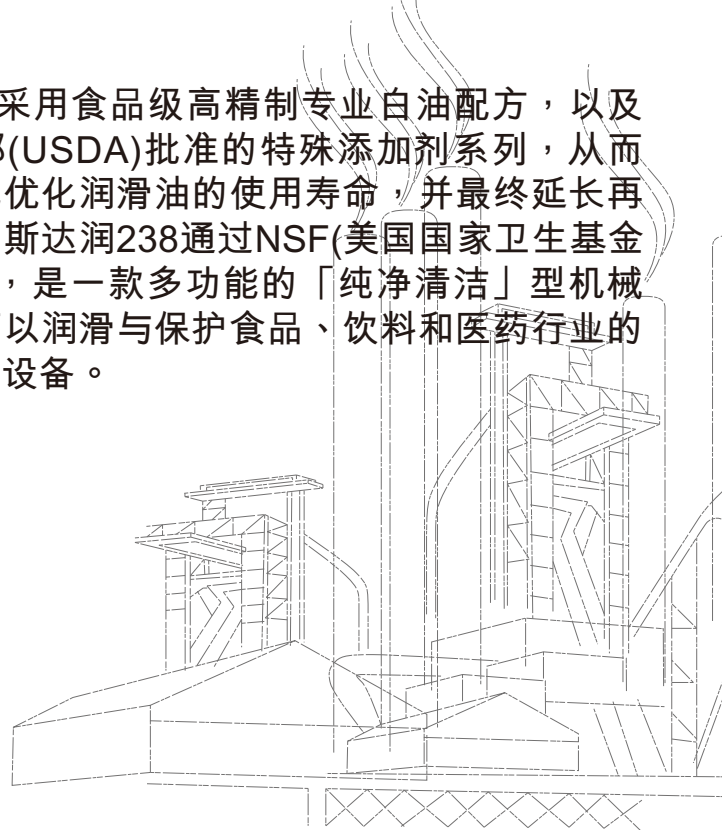 采用食品级高精制专业白油配方，以及
部(USDA)批准的特殊添加剂系列，从而
优化润滑油的使用寿命，并最终延长再
斯达润238通过NSF(美国国家卫生基金
，是一款多功能的「纯净清洁」型机械
以润滑与保护食品、饮料和医药行业的
设备。